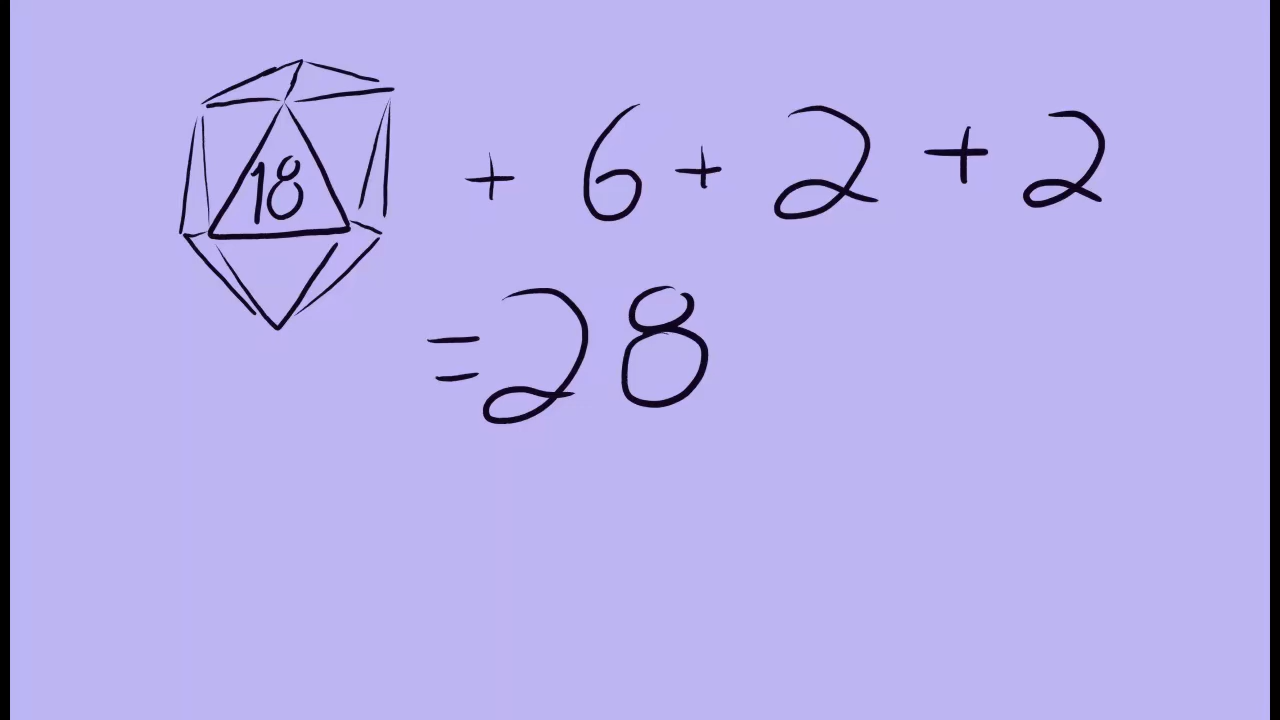 18 + 6 + 2 + 2
= 28